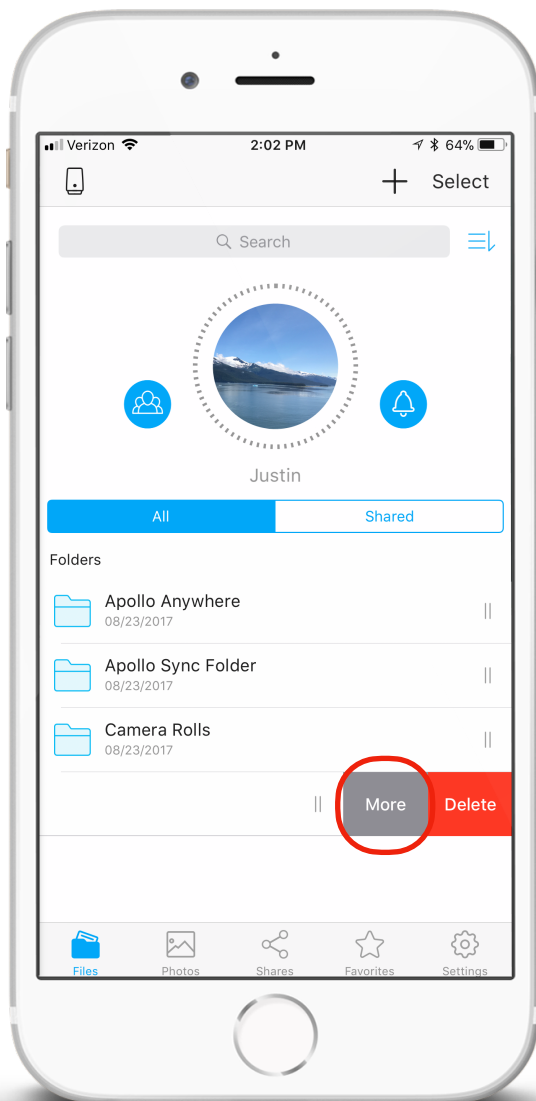 Verizon 2:02 PM 64%
Select
Search
Justin
All Shared
Folders
Apollo Anywhere
08/23/2017
Apollo Sync Folder
08/23/2017
Camera Rolls
08/23/2017
More Delete
Files Photos Shares Favorites Settings